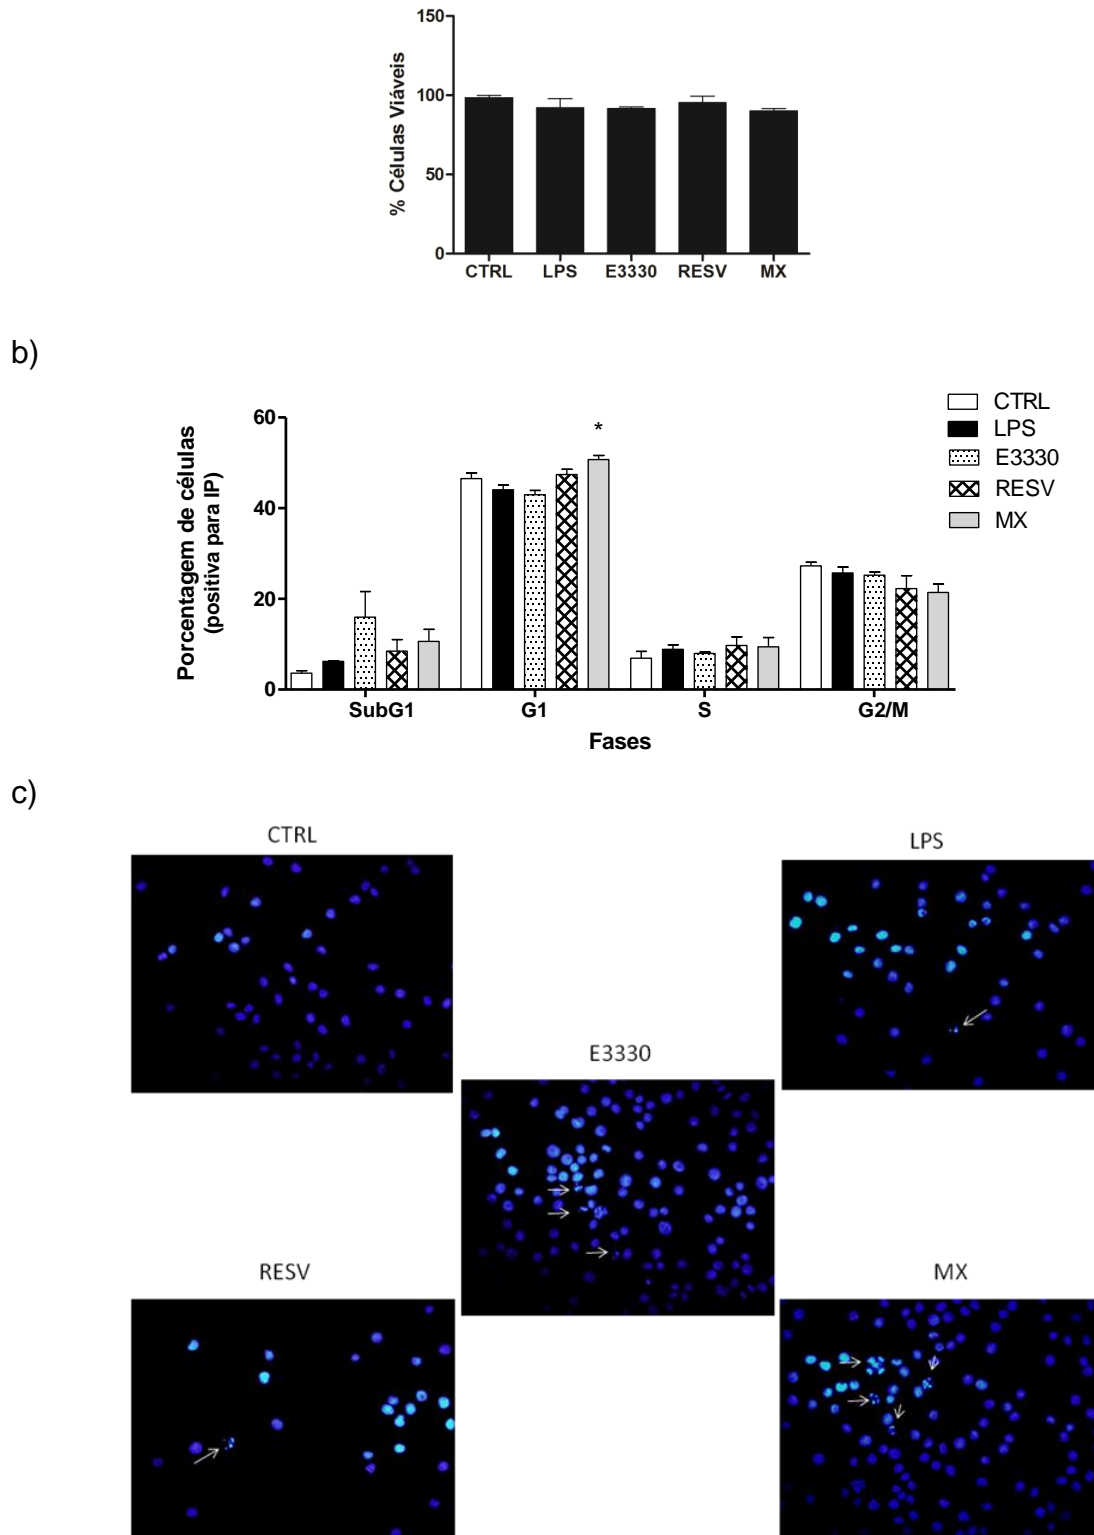 150
100
50
0
% Células Viáveis
CTRL LPS E3330 RESV MX
b)
60
40
20
0
Porcentagem de células
(positiva para IP)
*
CTRL
LPS
E3330
RESV
MX
SubG1 G1 S G2/M
Fases
c)
CTRL
LPS
E3330
RESV
MX